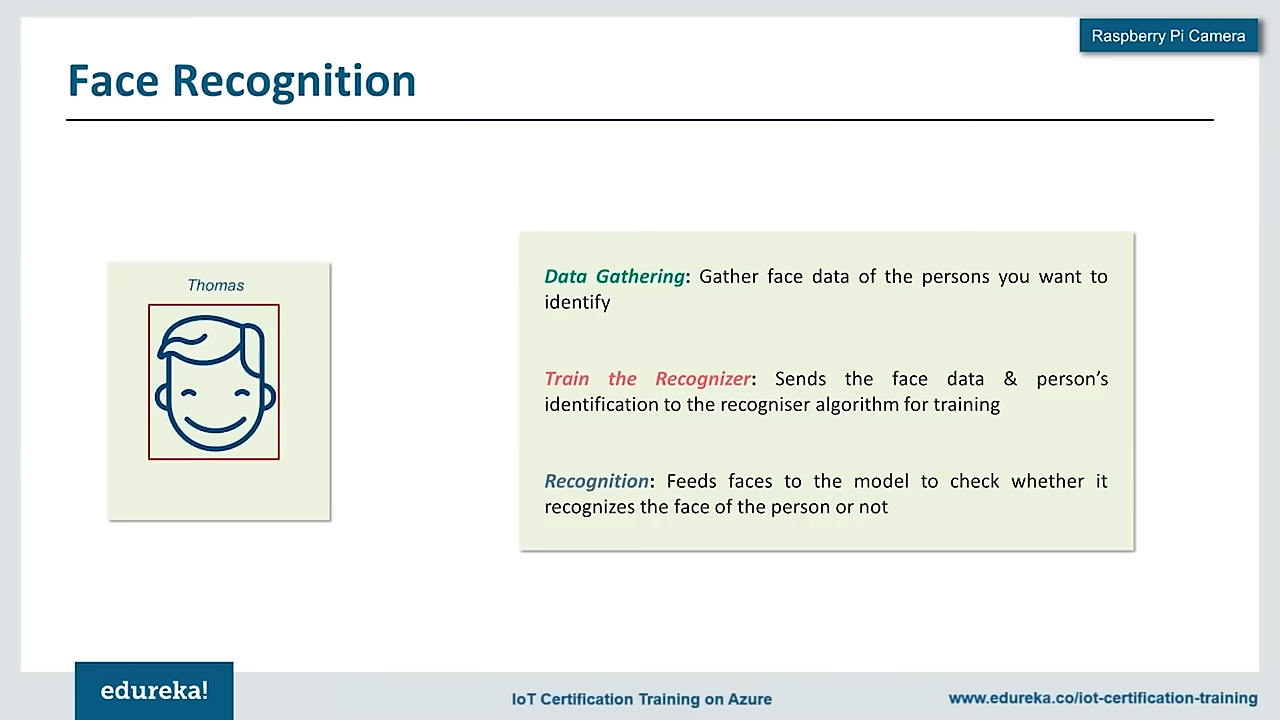 Raspberry Pi Camera
Face Recognition
Thomas
Data Gathering: Gather face data of the persons you want to
identify
Train the Recognizer: Sends the face data & person’s
identification to the recogniser algorithm for training
Recognition: Feeds faces to the model to check whether it
recognizes the face of the person or not
edureka!
IoT Certification Training on Azure
www.edureka.co/iot-certification-training